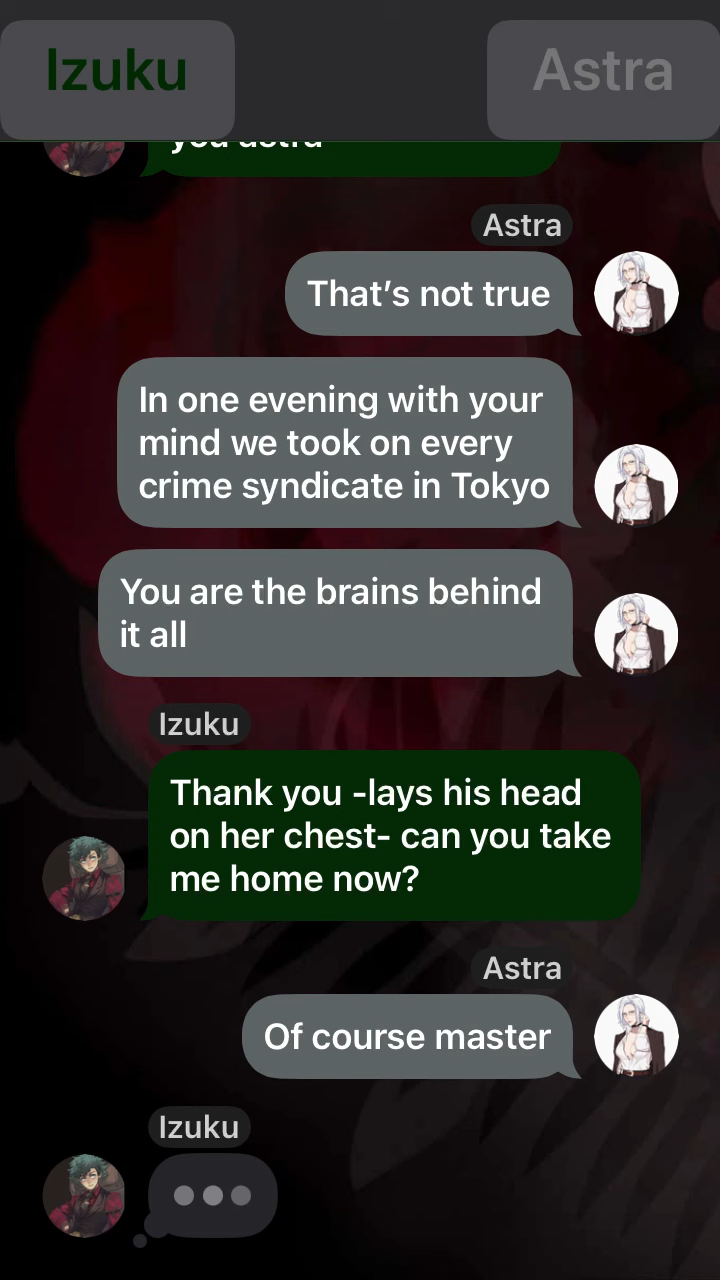 Izuku
Astra
you astra
Astra
That’s not true
In one evening with your
mind we took on every
crime syndicate in Tokyo
You are the brains behind
it all
Izuku
Thank you -lays his head
on her chest- can you take
me home now?
Astra
Of course master
Izuku